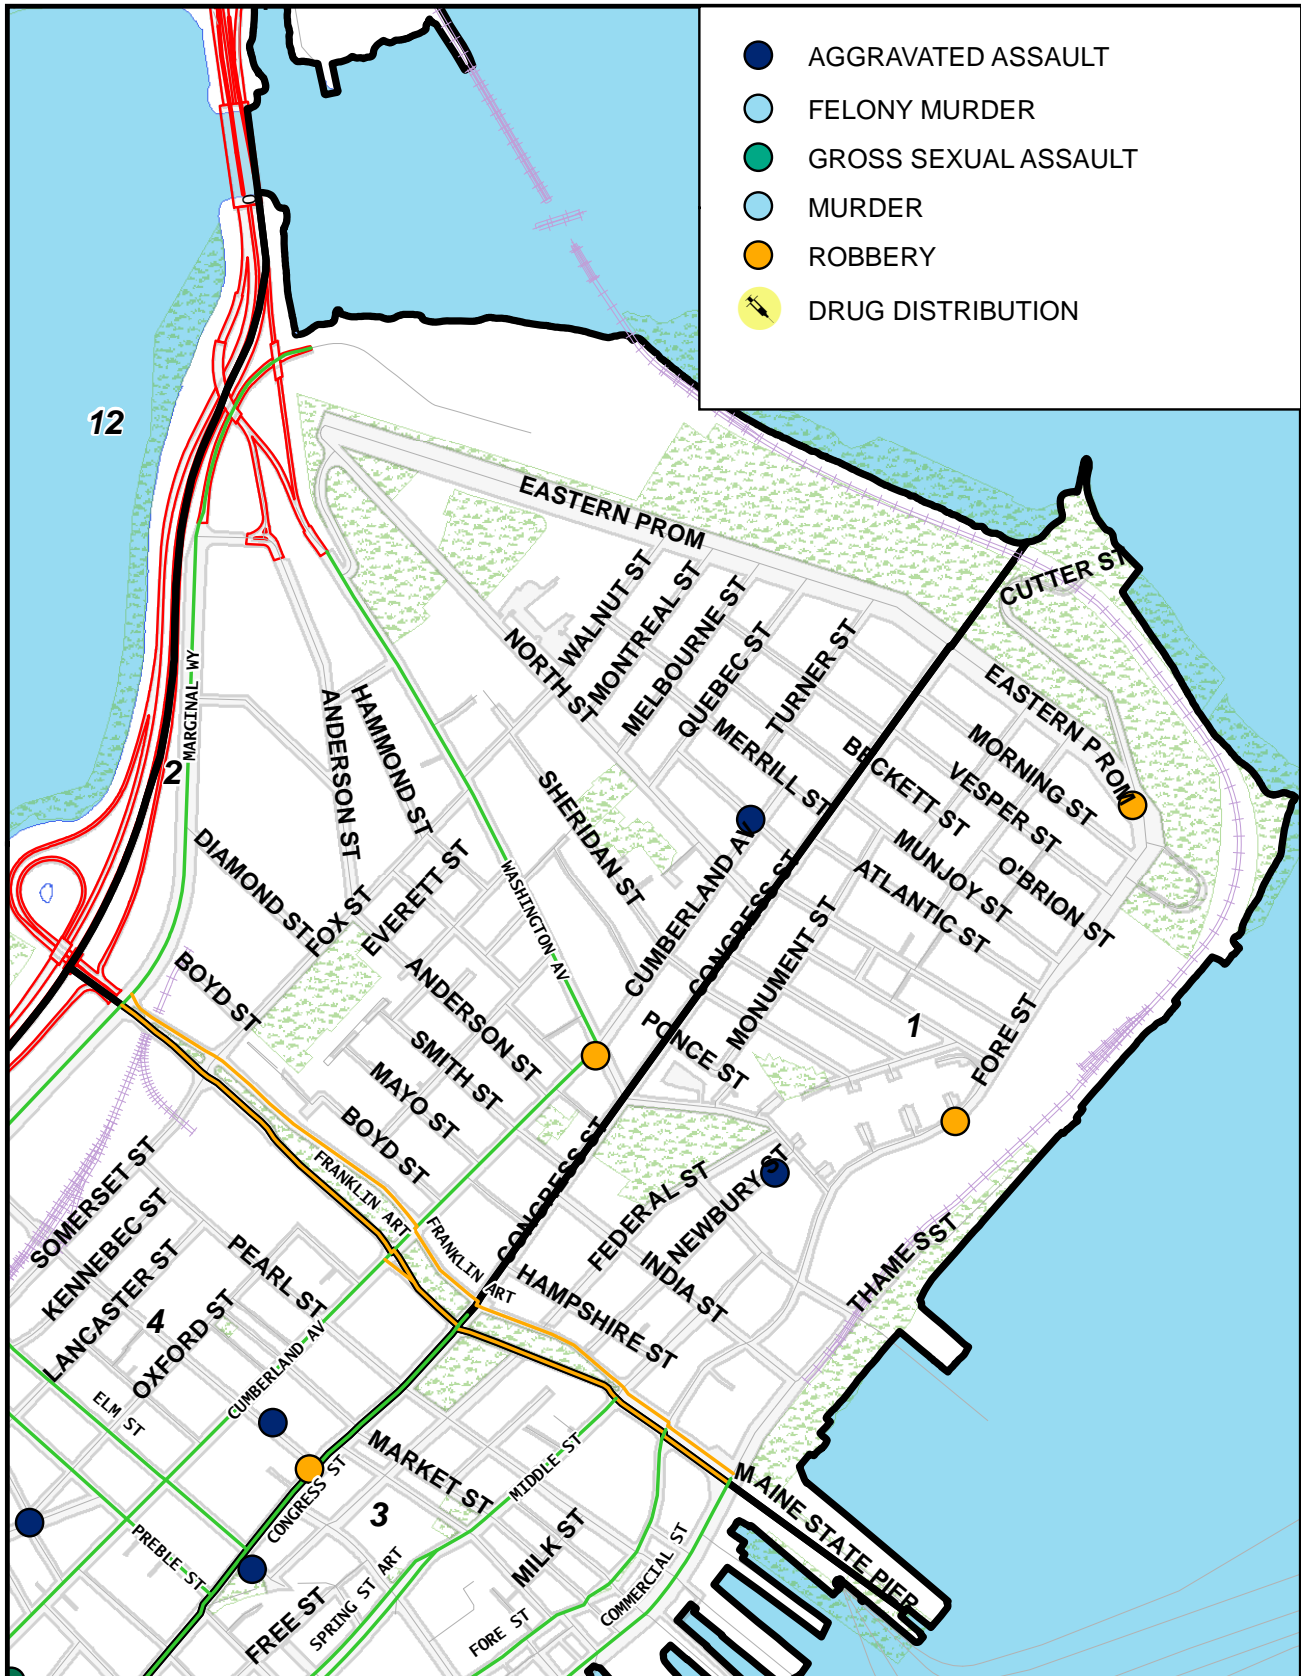 AGGRAVATED ASSAULT
FELONY MURDER
GROSS SEXUAL ASSAULT
MURDER
ROBBERY
DRUG DISTRIBUTION
12
EASTERN PROM
CUTTER ST
WALNUT ST
MONTREAL ST
MELBOURNE ST
QUEBEC ST
TURNER ST
NORTH ST
MARGINAL WY
HAMMOND ST
ANDERSON ST
EASTERN PROM
MORNING ST
VESPER ST
BECKETT ST
MERRILL ST
2
SHERIDAN ST
MUNJOY ST
O'BRION ST
ATLANTIC ST
DIAMOND ST
FOX ST
EVERETT ST
WASHINGTON AV
CUMBERLAND AV
CONGRESS ST
MONUMENT ST
BOYD ST
ANDERSON ST
SMITH ST
MAYO ST
BOYD ST
PONCE ST
1
FORE ST
SOMERSET ST
KENNEBEC ST
LANCASTER ST
OXFORD ST
PEARL ST
FRANKLIN ART
FRANKLIN ART
CONGRESS ST
FEDERAL ST
NEWBURY ST
INDIA ST
HAMPSHIRE ST
THAMES ST
4
CUMBERLAND AV
ELM ST
PREBLE ST
CONGRESS ST
MARKET ST
MIDDLE ST
3
MILK ST
MAINE STATE PIER
FREE ST
SPRING ST ART
FORE ST
COMMERCIAL ST